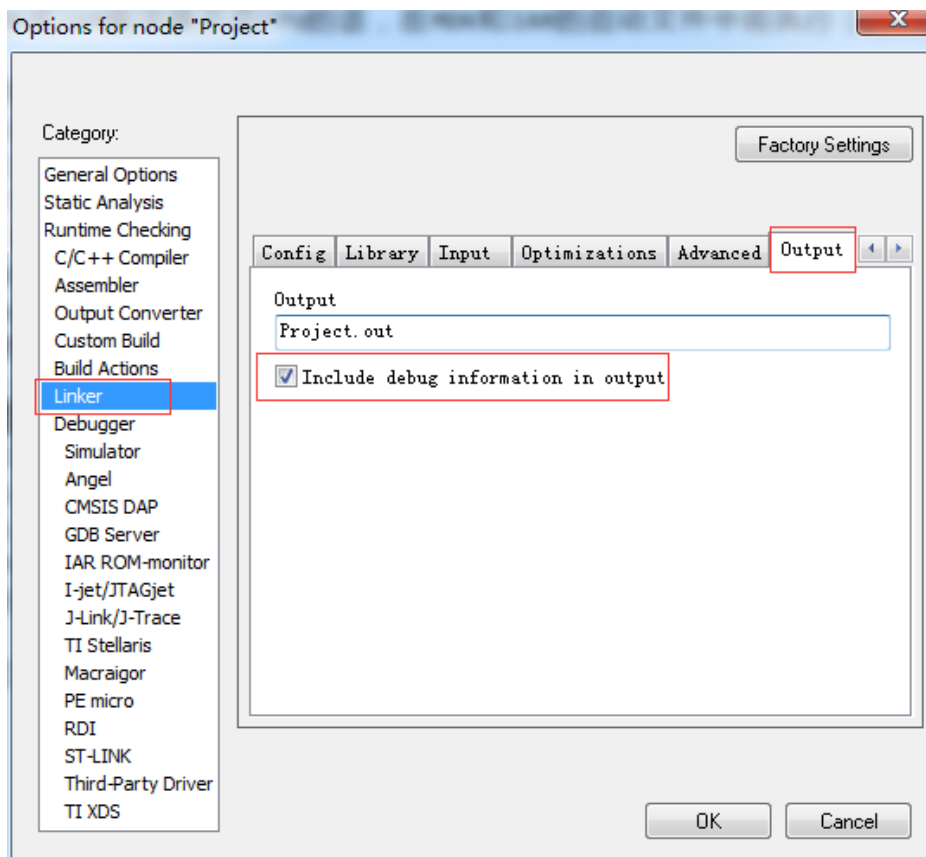 Options for node "Project"
Category:
General Options
Static Analysis
Runtime Checking
C/C++ Compiler
Assembler
Output Converter
Custom Build
Build Actions
Linker
Debugger
Simulator
Angel
CMSIS DAP
GDB Server
IAR ROM-monitor
I-jet/JTAGjet
J-Link/J-Trace
TI Stellaris
Macraigor
PE micro
RDI
ST-LINK
Third-Party Driver
TI XDS
Factory Settings
Config Library Input Optimizations Advanced Output
Output
Project.out
Include debug information in output
OK Cancel